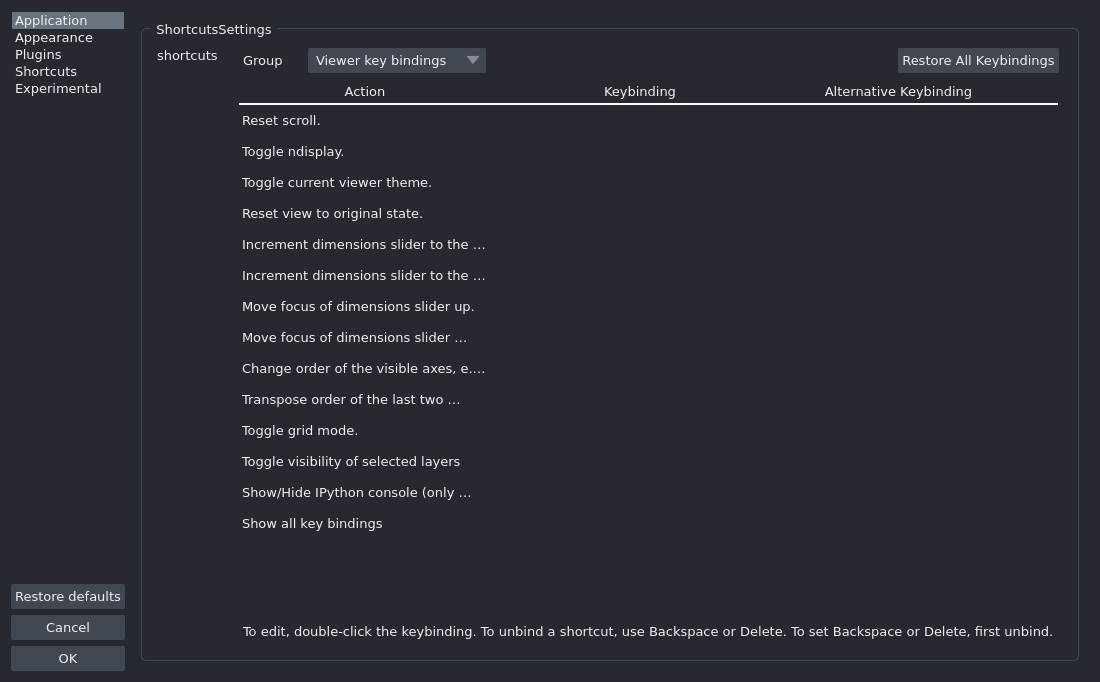 Application
Appearance
Plugins
Shortcuts
Experimental
ShortcutsSettings
shortcuts
Group Viewer key bindings Restore All Keybindings
Action Keybinding Alternative Keybinding
Reset scroll.
Toggle ndisplay.
Toggle current viewer theme.
Reset view to original state.
Increment dimensions slider to the ...
Increment dimensions slider to the ...
Move focus of dimensions slider up.
Move focus of dimensions slider ...
Change order of the visible axes, e....
Transpose order of the last two ...
Toggle grid mode.
Toggle visibility of selected layers
Show/Hide IPython console (only ...
Show all key bindings
To edit, double-click the keybinding. To unbind a shortcut, use Backspace or Delete. To set Backspace or Delete, first unbind.
Restore defaults
Cancel
OK